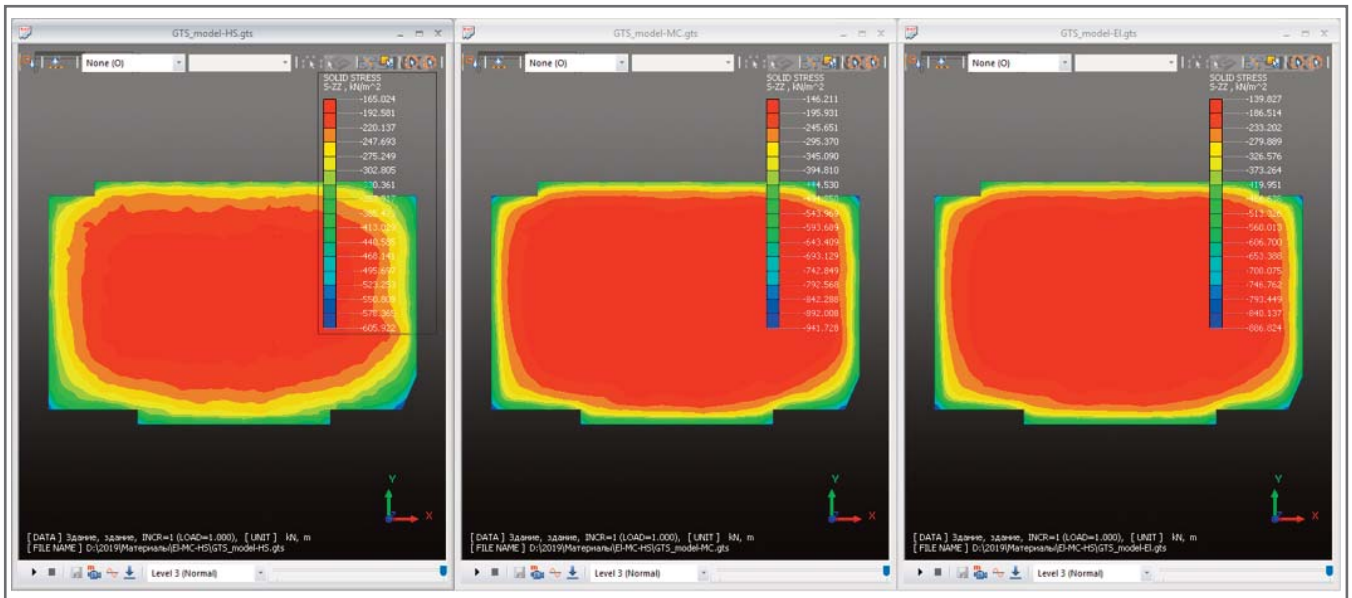 GTS_model-HS.gts
None (O)
SOLID STRESS
S-ZZ , kN/m^2
-165.024
-192.581
-220.137
-247.693
-275.249
-302.805
-413.029
-440.585
-468.141
-495.697
-523.253
-550.809
-578.365
-605.922
Y
X
[ DATA ] Здание, здание, INCR=1 (LOAD=1.000), [ UNIT ] kN, m
[ FILE NAME ] D:\2019\Материалы\El-MC-HS\GTS_model-HS.gts
Level 3 (Normal)
GTS_model-MC.gts
None (O)
SOLID STRESS
S-ZZ , kN/m^2
-146.211
-195.931
-245.651
-295.370
-345.090
-394.810
-444.530
-543.969
-593.689
-643.409
-693.129
-742.849
-792.568
-842.288
-892.008
-941.728
Y
X
[ DATA ] Здание, здание, INCR=1 (LOAD=1.000), [ UNIT ] kN, m
[ FILE NAME ] D:\2019\Материалы\El-MC-HS\GTS_model-MC.gts
Level 3 (Normal)
GTS_model-El.gts
None (O)
SOLID STRESS
S-ZZ , kN/m^2
-139.827
-186.514
-233.202
-279.889
-326.576
-373.264
-419.951
-513.326
-560.013
-606.700
-653.388
-700.075
-746.762
-793.449
-840.137
-886.824
Y
X
[ DATA ] Здание, здание, INCR=1 (LOAD=1.000), [ UNIT ] kN, m
[ FILE NAME ] D:\2019\Материалы\El-MC-HS\GTS_model-El.gts
Level 3 (Normal)